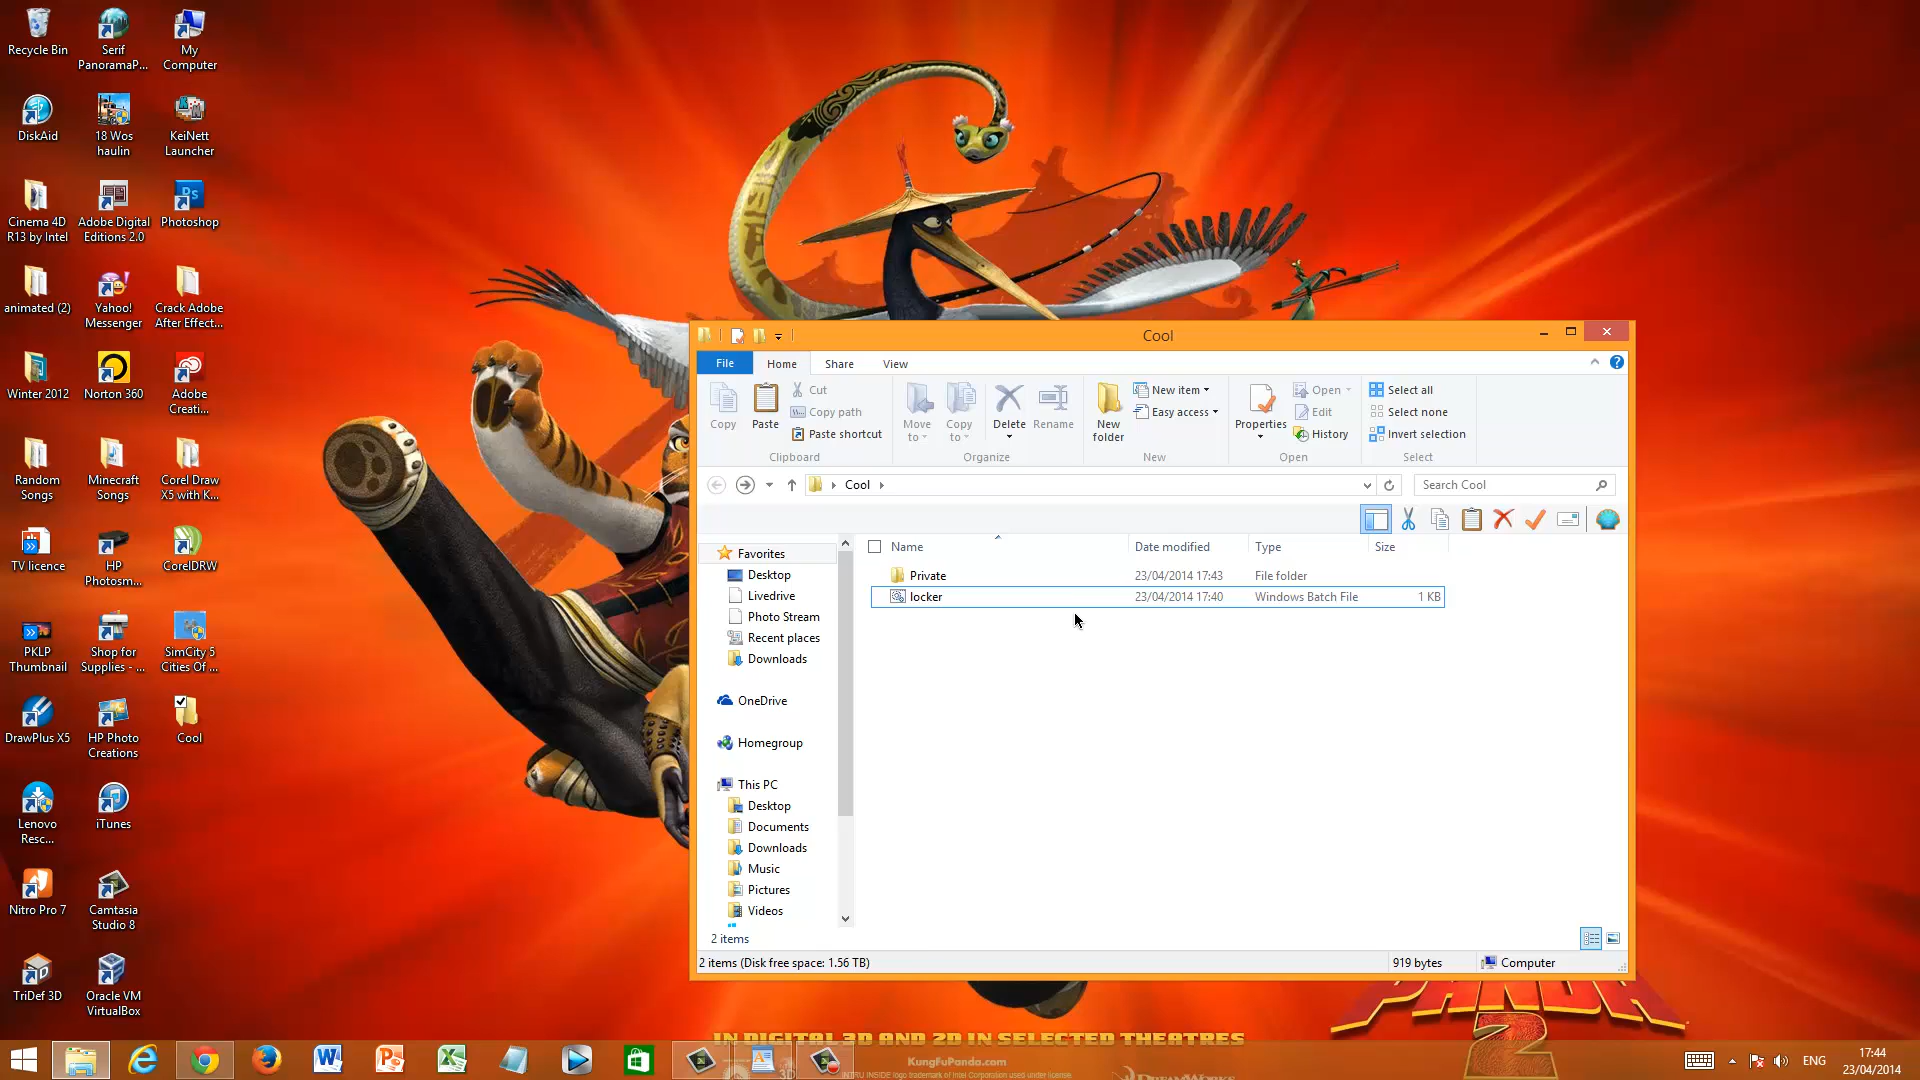 Recycle Bin
Serif
PanoramaP...
My
Computer
DiskAid
18 Wos
haulin
KeiNett
Launcher
Cinema 4D
R13 by Intel
Adobe Digital
Editions 2.0
Photoshop
animated (2)
Yahoo!
Messenger
Crack Adobe
After Effect...
Winter 2012
Norton 360
Adobe
Creati...
Random
Songs
Minecraft
Songs
Corel Draw
X5 with K...
TV licence
HP
Photosm...
CorelDRW
PKLP
Thumbnail
Shop for
Supplies - ...
SimCity 5
Cities Of ...
DrawPlus X5
HP Photo
Creations
Cool
Lenovo
Resc...
iTunes
Nitro Pro 7
Camtasia
Studio 8
TriDef 3D
Oracle VM
VirtualBox
Cool
File
Home
Share
View
Copy
Paste
Cut
Copy path
Paste shortcut
Clipboard
Move
to
Copy
to
Delete
Rename
Organize
New
folder
New item
Easy access
New
Properties
Open
Edit
History
Open
Select all
Select none
Invert selection
Select
Cool
Search Cool
Favorites
Desktop
Livedrive
Photo Stream
Recent places
Downloads
OneDrive
Homegroup
This PC
Desktop
Documents
Downloads
Music
Pictures
Videos
Name
Date modified
Type
Size
Private
23/04/2014 17:43
File folder
locker
23/04/2014 17:40
Windows Batch File
1 KB
2 items
2 items (Disk free space: 1.56 TB)
919 bytes
Computer
PANDA
2
IN DIGITAL 3D AND 2D IN SELECTED THEATRES
KungFuPanda.com
ENG
17:44
23/04/2014